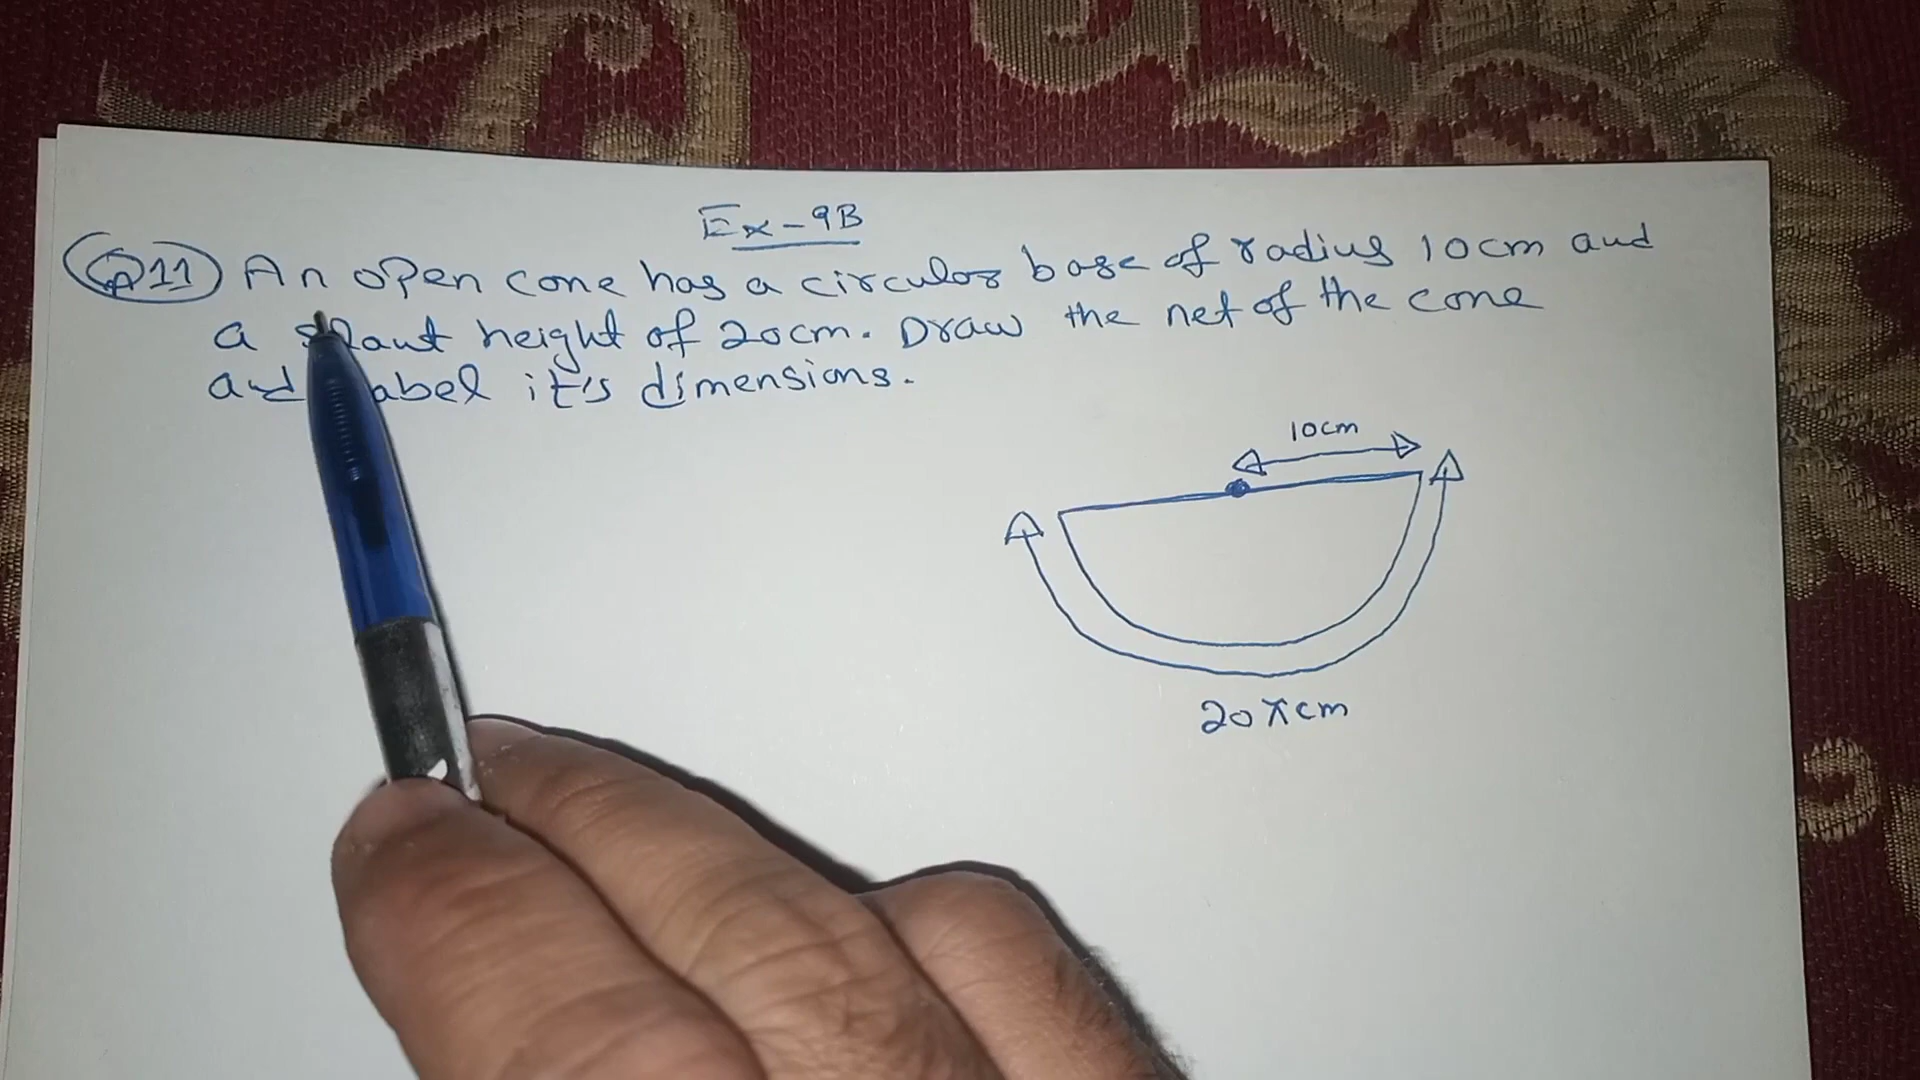 Ex-9B
Q11) An open cone has a circular base of radius 10cm and
a slant height of 20cm. Draw the net of the cone
and label it's dimensions.
10cm
20πcm